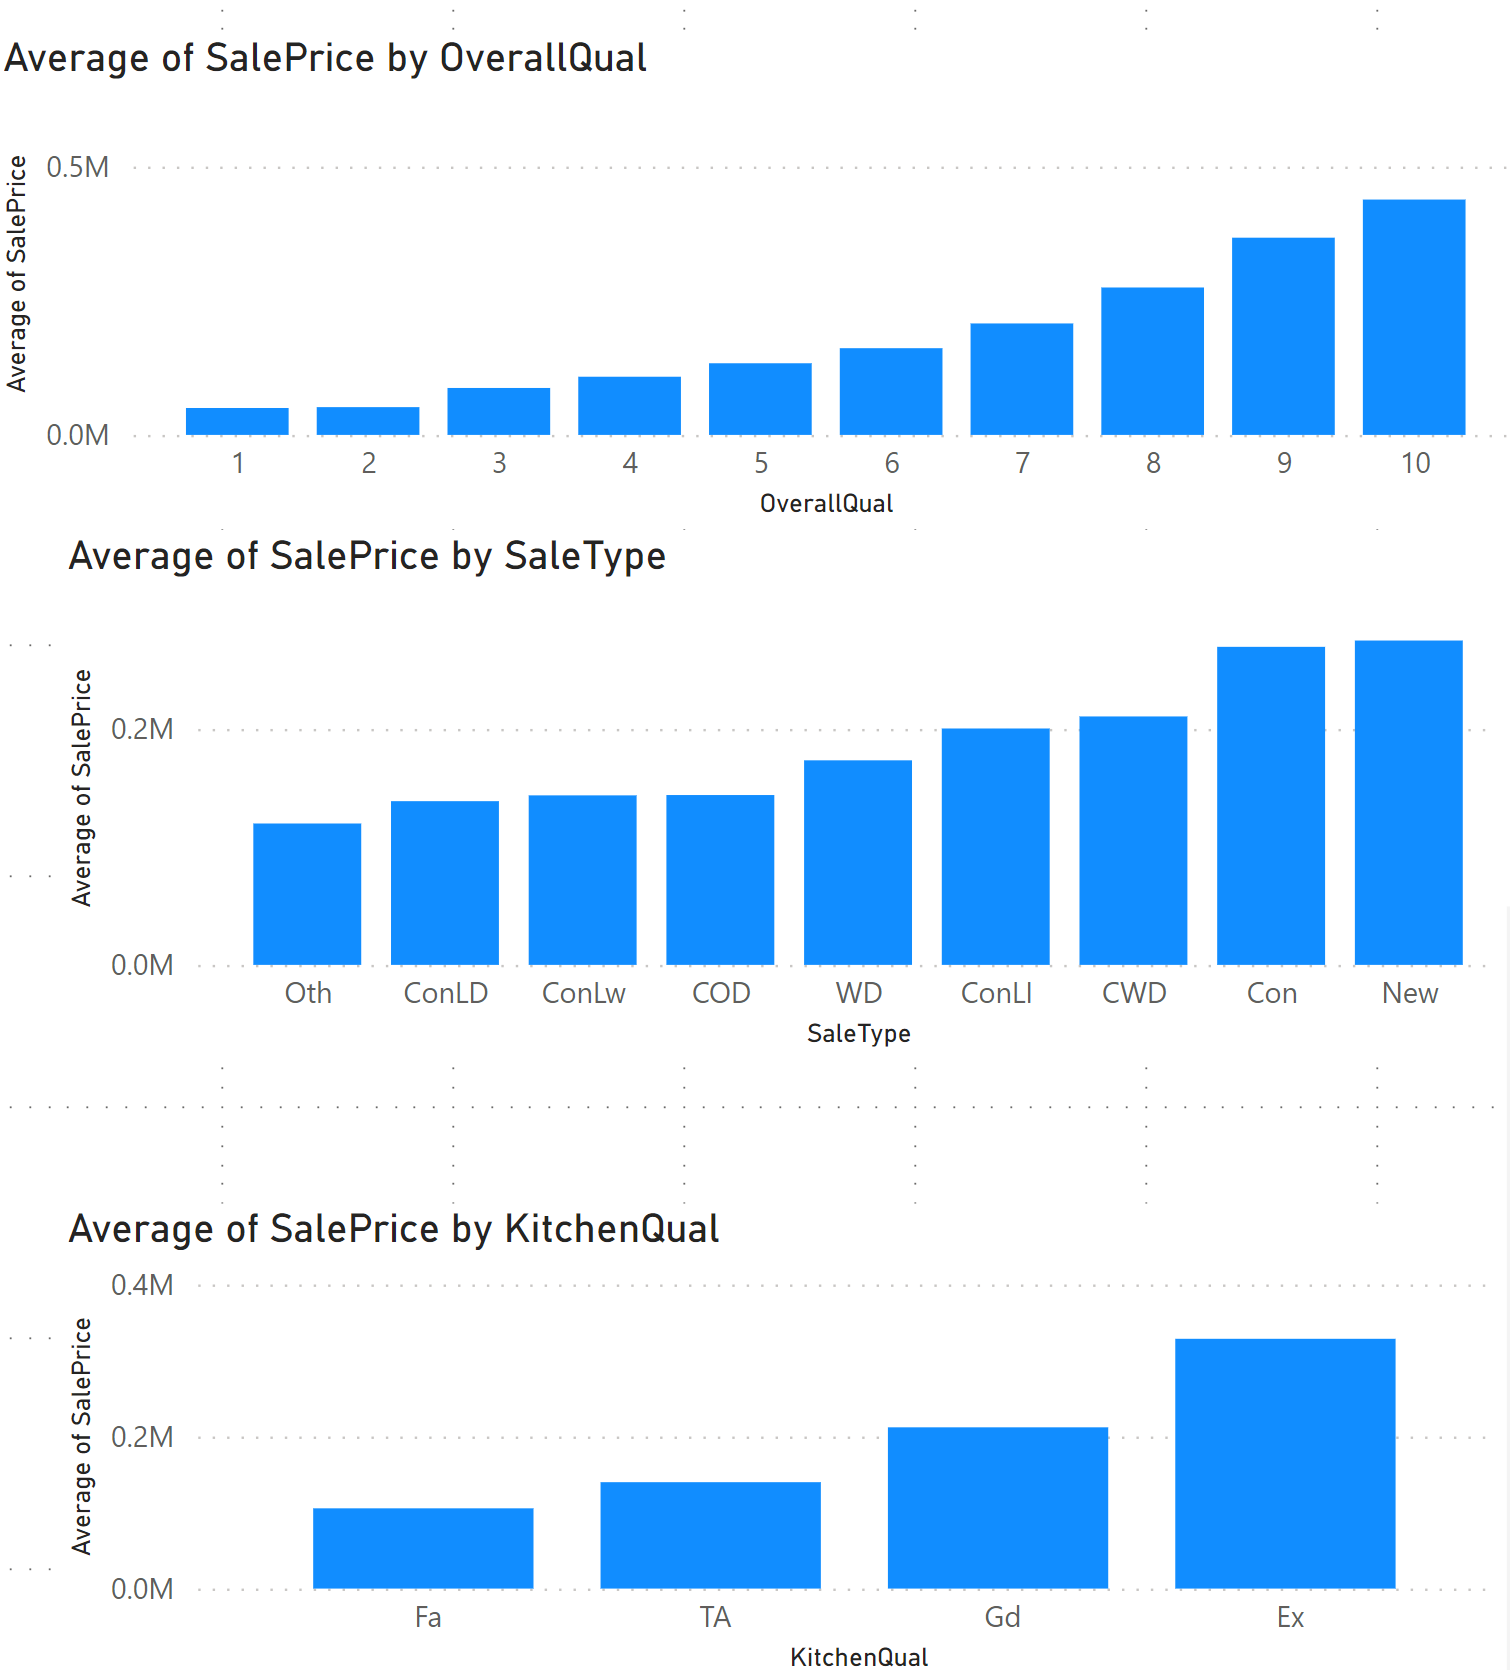 Average of SalePrice by OverallQual
Average of SalePrice
0.5M
0.0M
1 2 3 4 5 6 7 8 9 10
OverallQual
Average of SalePrice by SaleType
Average of SalePrice
0.2M
0.0M
Oth ConLD ConLw COD WD ConLI CWD Con New
SaleType
Average of SalePrice by KitchenQual
Average of SalePrice
0.4M
0.2M
0.0M
Fa TA Gd Ex
KitchenQual